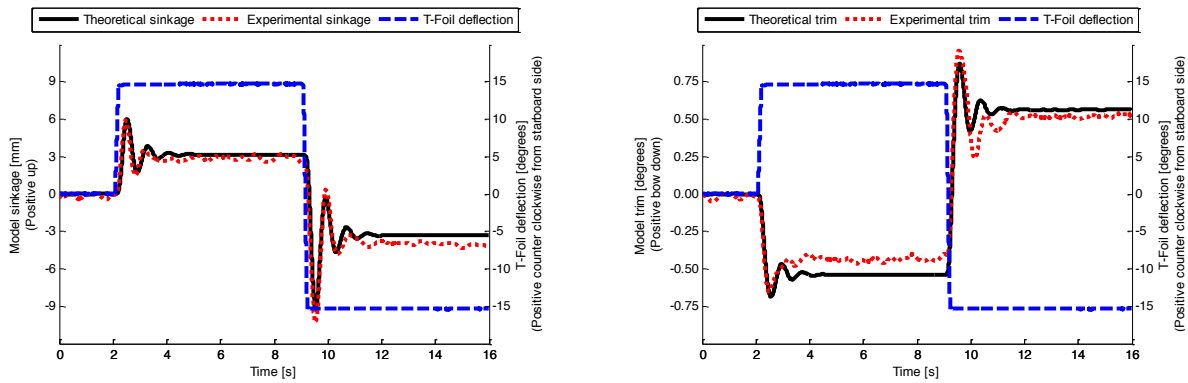 Theoretical sinkage Experimental sinkage T-Foil deflection
9
6
3
0
-3
-6
-9
Model sinkage [mm]
(Positive up)
15
10
5
0
-5
-10
-15
T-Foil deflection [degrees]
(Positive counter clockwise from starboard side)
0 2 4 6 8 10 12 14 16
Time [s]
Theoretical trim Experimental trim T-Foil deflection
0.75
0.50
0.25
0.00
-0.25
-0.50
-0.75
Model trim [degrees]
(Positive bow down)
15
10
5
0
-5
-10
-15
T-Foil deflection [degrees]
(Positive counter clockwise from starboard side)
0 2 4 6 8 10 12 14 16
Time [s]